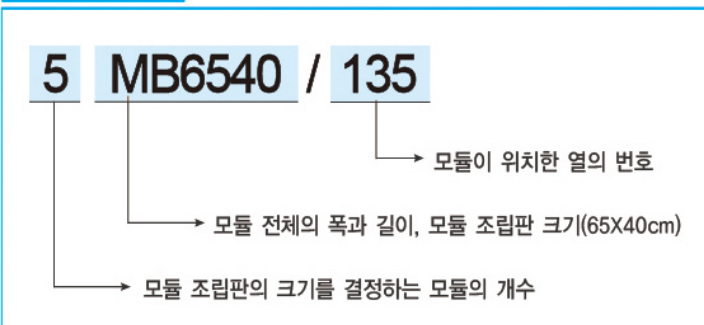 5 MB6540 / 135
모듈이 위치한 열의 번호
모듈 전체의 폭과 길이, 모듈 조립판 크기(65X40cm)
모듈 조립판의 크기를 결정하는 모듈의 개수